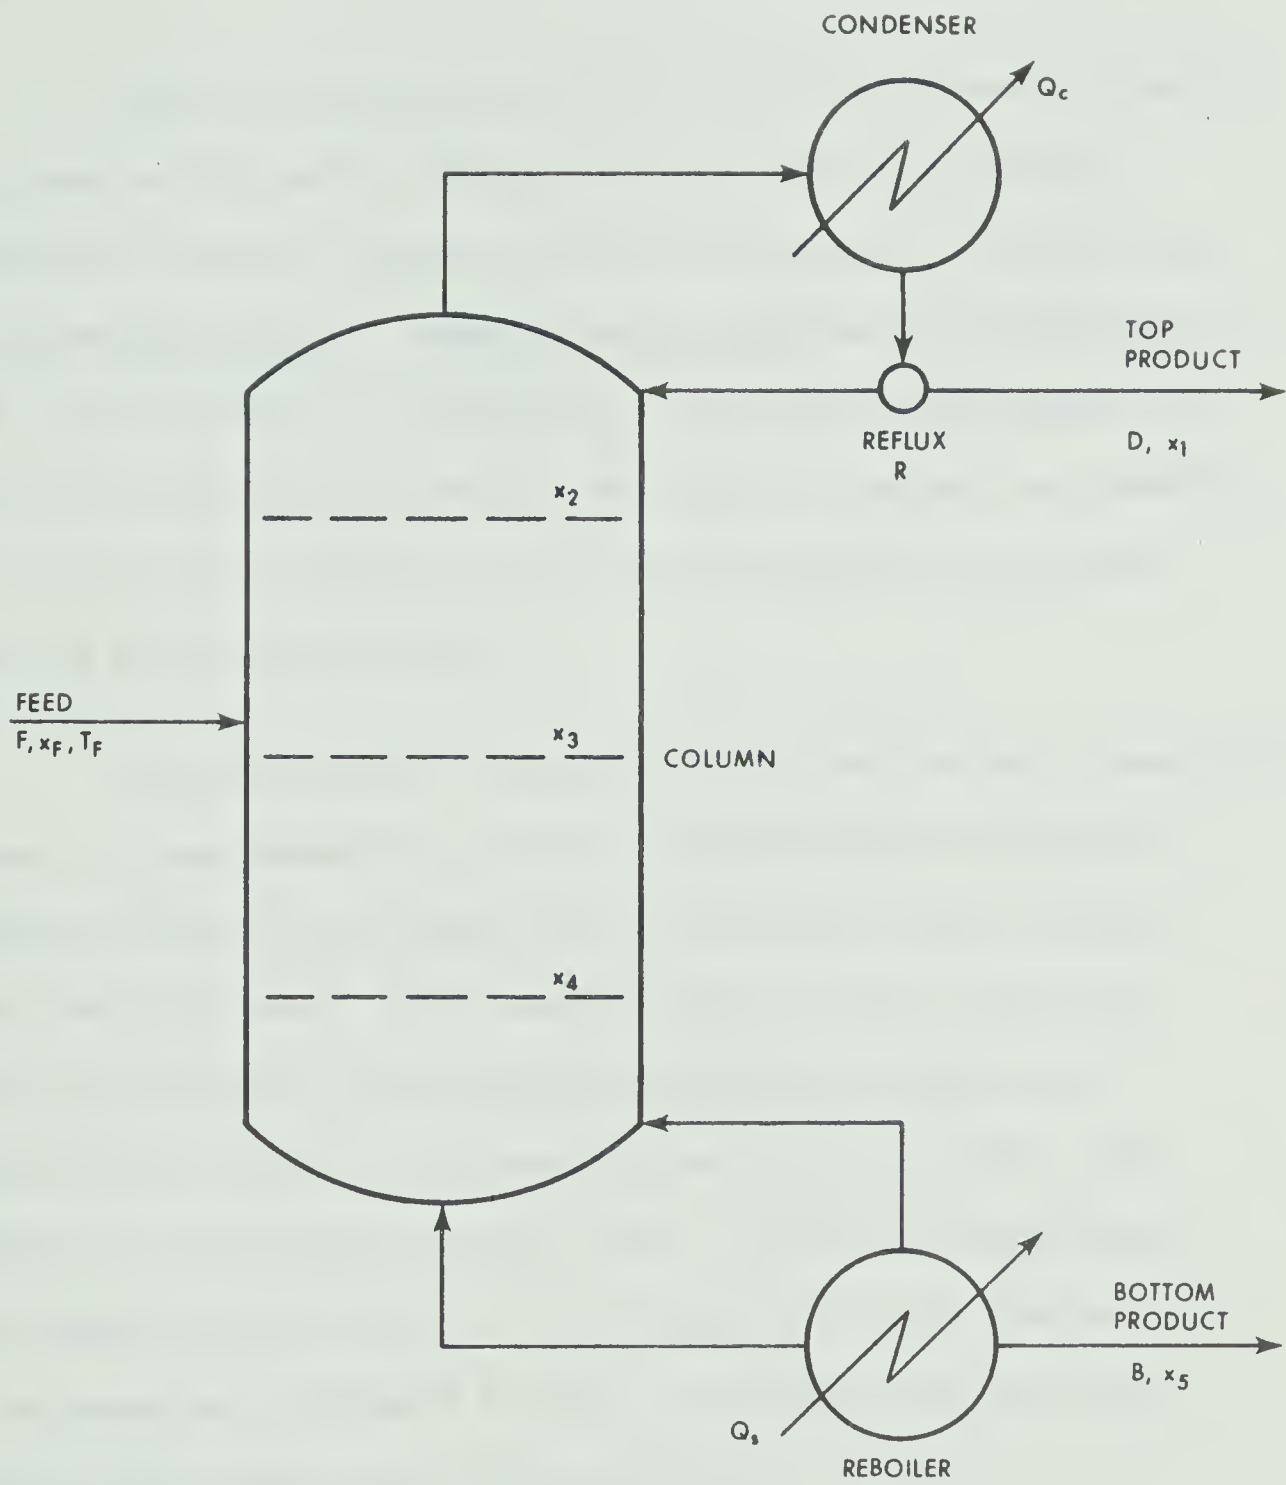 CONDENSER
Qc
TOP
PRODUCT
D, x1
REFLUX
R
x2
FEED
F, xF, TF
x3
COLUMN
x4
BOTTOM
PRODUCT
B, x5
Qs
REBOILER